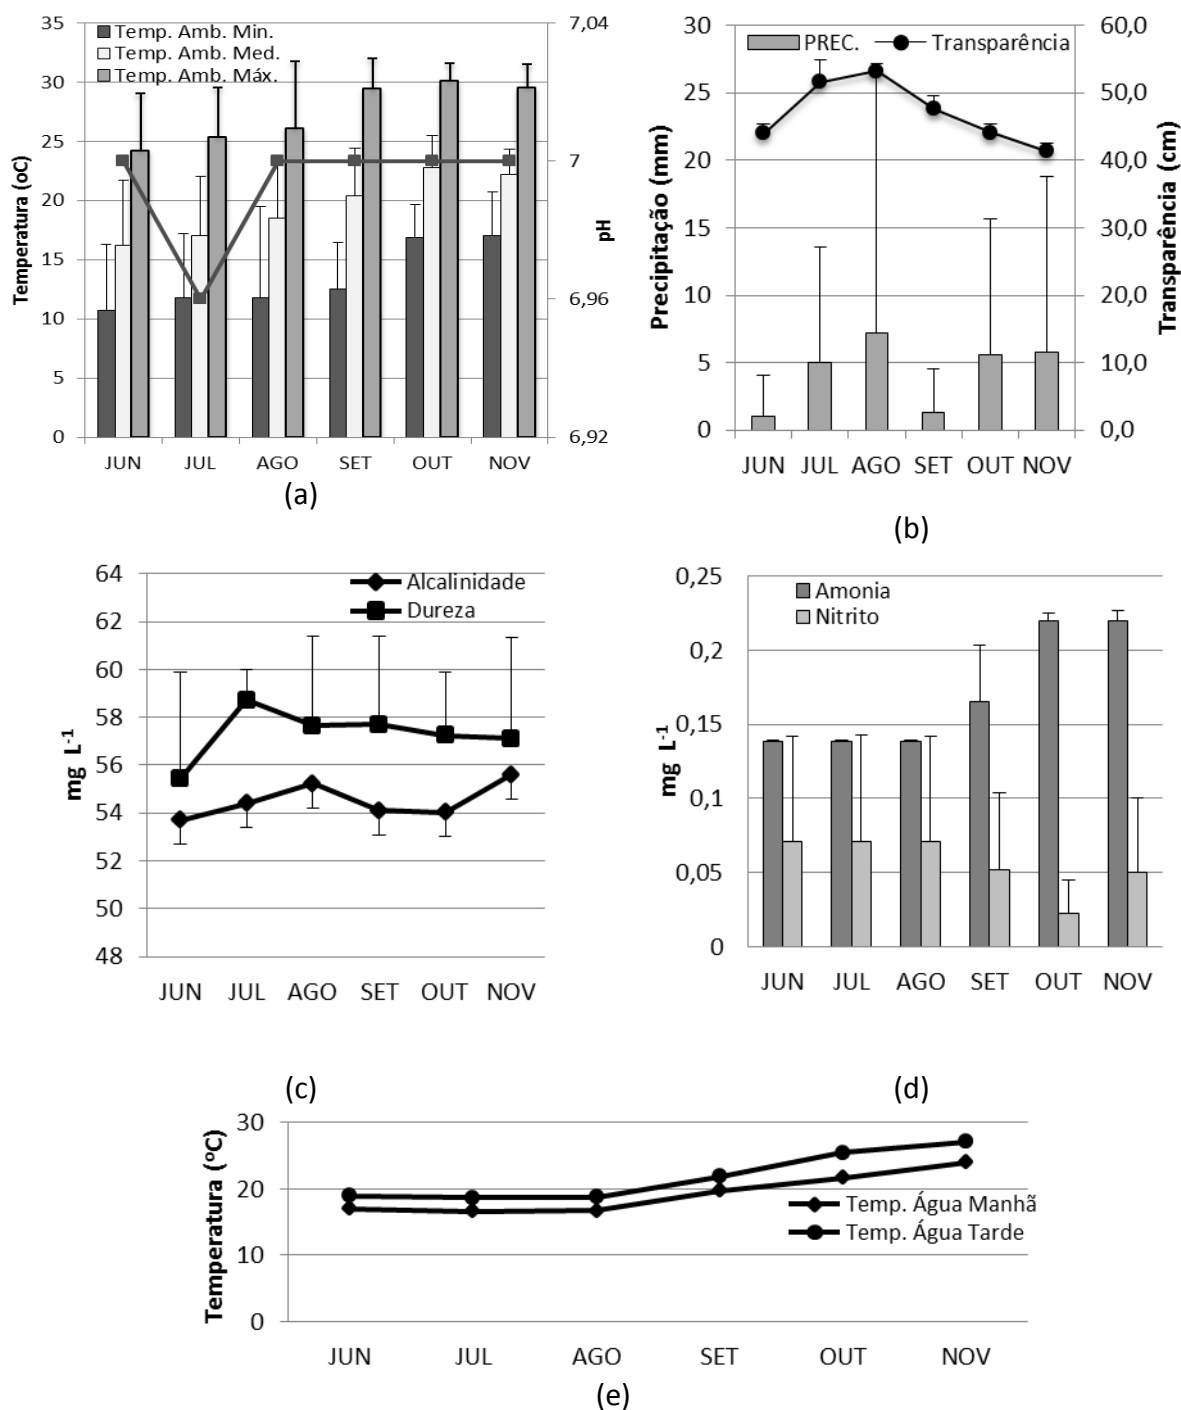 35
30
25
20
15
10
5
0
Temperatura (oC)
Temp. Amb. Min.
Temp. Amb. Med.
Temp. Amb. Máx.
7,04
7
6,96
6,92
pH
JUN JUL AGO SET OUT NOV
(a)
30
25
20
15
10
5
0
Precipitação (mm)
PREC. Transparência
60,0
50,0
40,0
30,0
20,0
10,0
0,0
Transparência (cm)
JUN JUL AGO SET OUT NOV
(b)
64
62
60
58
56
54
52
50
48
mg L-1
Alcalinidade
Dureza
JUN JUL AGO SET OUT NOV
(c)
0,25
0,2
0,15
0,1
0,05
0
mg L-1
Amonia
Nitrito
JUN JUL AGO SET OUT NOV
(d)
30
20
10
0
Temperatura (ºC)
Temp. Água Manhã
Temp. Água Tarde
JUN JUL AGO SET OUT NOV
(e)